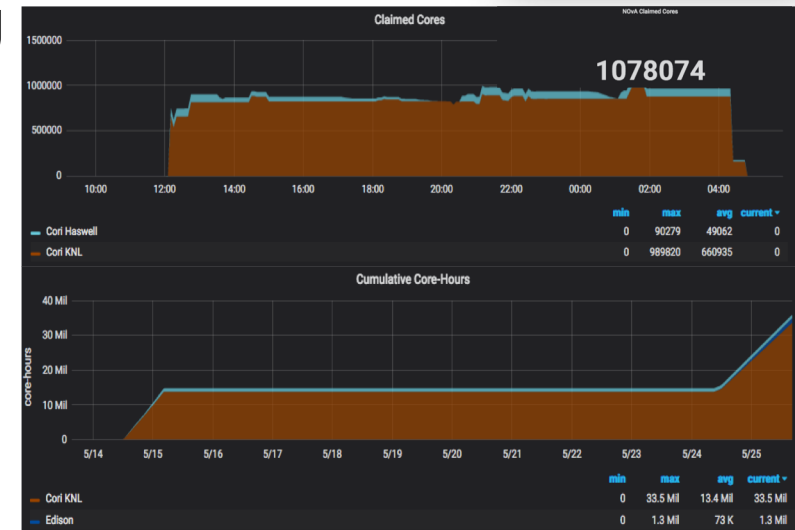 Claimed Cores
NOvA Claimed Cores
1078074
1500000
1000000
500000
0
10:00 12:00 14:00 16:00 18:00 20:00 22:00 00:00 02:00 04:00
min max avg current
Cori Haswell 0 90279 49062 0
Cori KNL 0 989820 660935 0
Cumulative Core-Hours
core-hours
40 Mil
30 Mil
20 Mil
10 Mil
0
5/14 5/15 5/16 5/17 5/18 5/19 5/20 5/21 5/22 5/23 5/24 5/25
min max avg current
Cori KNL 0 33.5 Mil 13.4 Mil 33.5 Mil
Edison 0 1.3 Mil 73 K 1.3 Mil